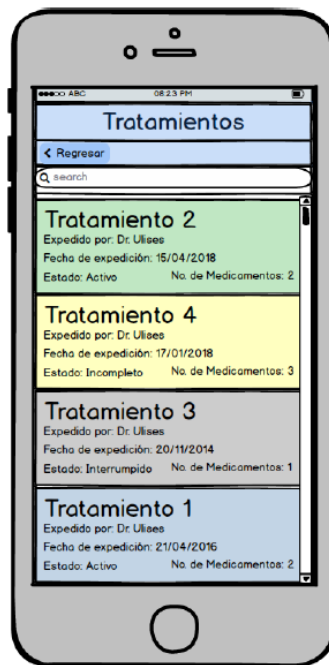 ABC 08:23 PM
Tratamientos
< Regresar
search
Tratamiento 2
Expedido por: Dr. Ulises
Fecha de expedición: 15/04/2018
Estado: Activo No. de Medicamentos: 2
Tratamiento 4
Expedido por: Dr. Ulises
Fecha de expedición: 17/01/2018
Estado: Incompleto No. de Medicamentos: 3
Tratamiento 3
Expedido por: Dr. Ulises
Fecha de expedición: 20/11/2014
Estado: Interrumpido No. de Medicamentos: 1
Tratamiento 1
Expedido por: Dr. Ulises
Fecha de expedición: 21/04/2016
Estado: Activo No. de Medicamentos: 2